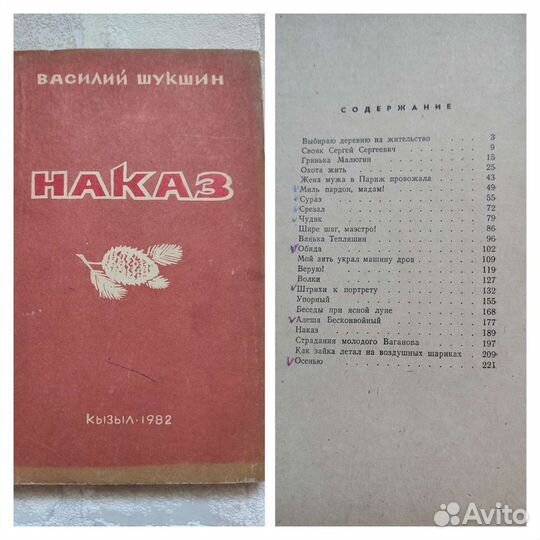 ВАСИЛИЙ ШУКШИН
НАКАЗ
КЫЗЫЛ · 1982
СОДЕРЖАНИЕ
Выбираю деревню на жительство . . . . 3
Свояк Сергей Сергеевич . . . . 9
Гринька Малюгин . . . . 15
Охота жить . . . . 25
Жена мужа в Париж провожала . . . . 43
Миль пардон, мадам! . . . . 49
Сураз . . . . 55
Срезал . . . . 72
Чудик . . . . 79
Шире шаг, маэстро! . . . . 86
Ванька Тепляшин . . . . 96
Обида . . . . 102
Мой зять украл машину дров . . . . 109
Верую! . . . . 119
Волки . . . . 127
Штрихи к портрету . . . . 132
Упорный . . . . 155
Беседы при ясной луне . . . . 168
Алеша Бесконвойный . . . . 177
Наказ . . . . 189
Страдания молодого Ваганова . . . . 197
Как зайка летал на воздушных шариках . 209
Осенью . . . . 221
Avito